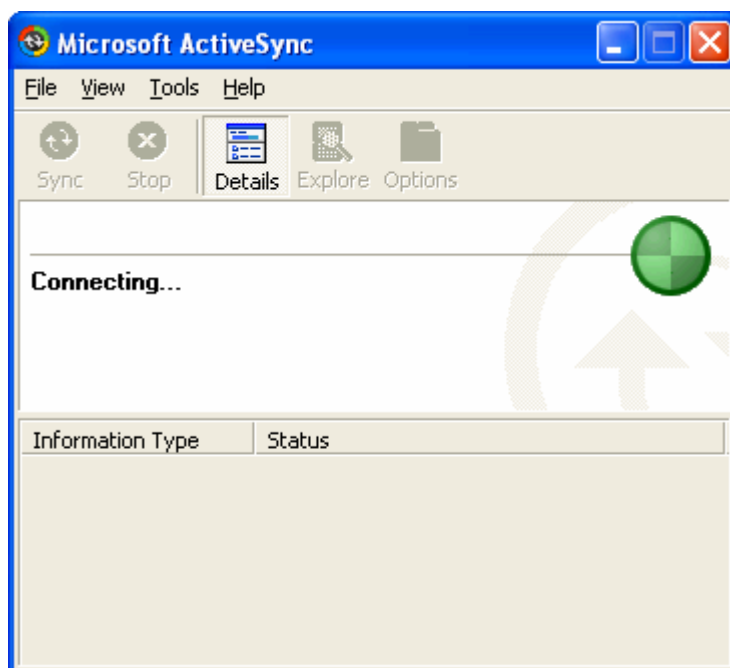 Microsoft ActiveSync
File View Tools Help
Sync Stop Details Explore Options
Connecting...
Information Type Status